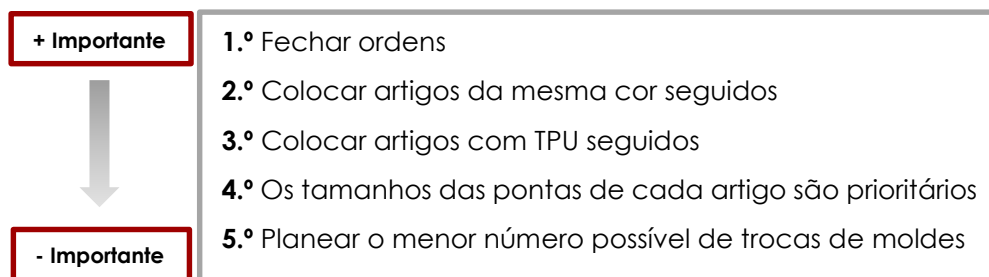 + Importante
1.º Fechar ordens
2.º Colocar artigos da mesma cor seguidos
3.º Colocar artigos com TPU seguidos
4.º Os tamanhos das pontas de cada artigo são prioritários
5.º Planear o menor número possível de trocas de moldes
- Importante